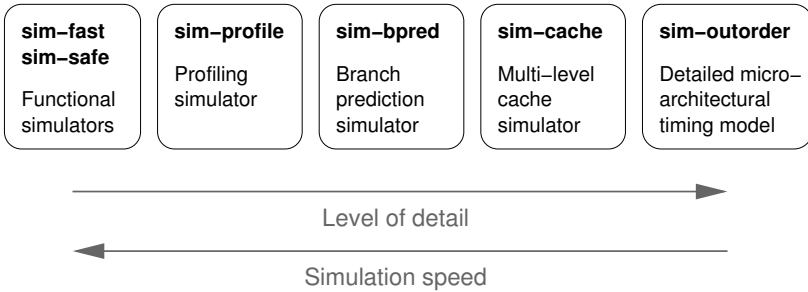 sim−fast
sim−safe
Functional
simulators
sim−profile
Profiling
simulator
sim−bpred
Branch
prediction
simulator
sim−cache
Multi−level
cache
simulator
sim−outorder
Detailed micro−
architectural
timing model
Level of detail
Simulation speed